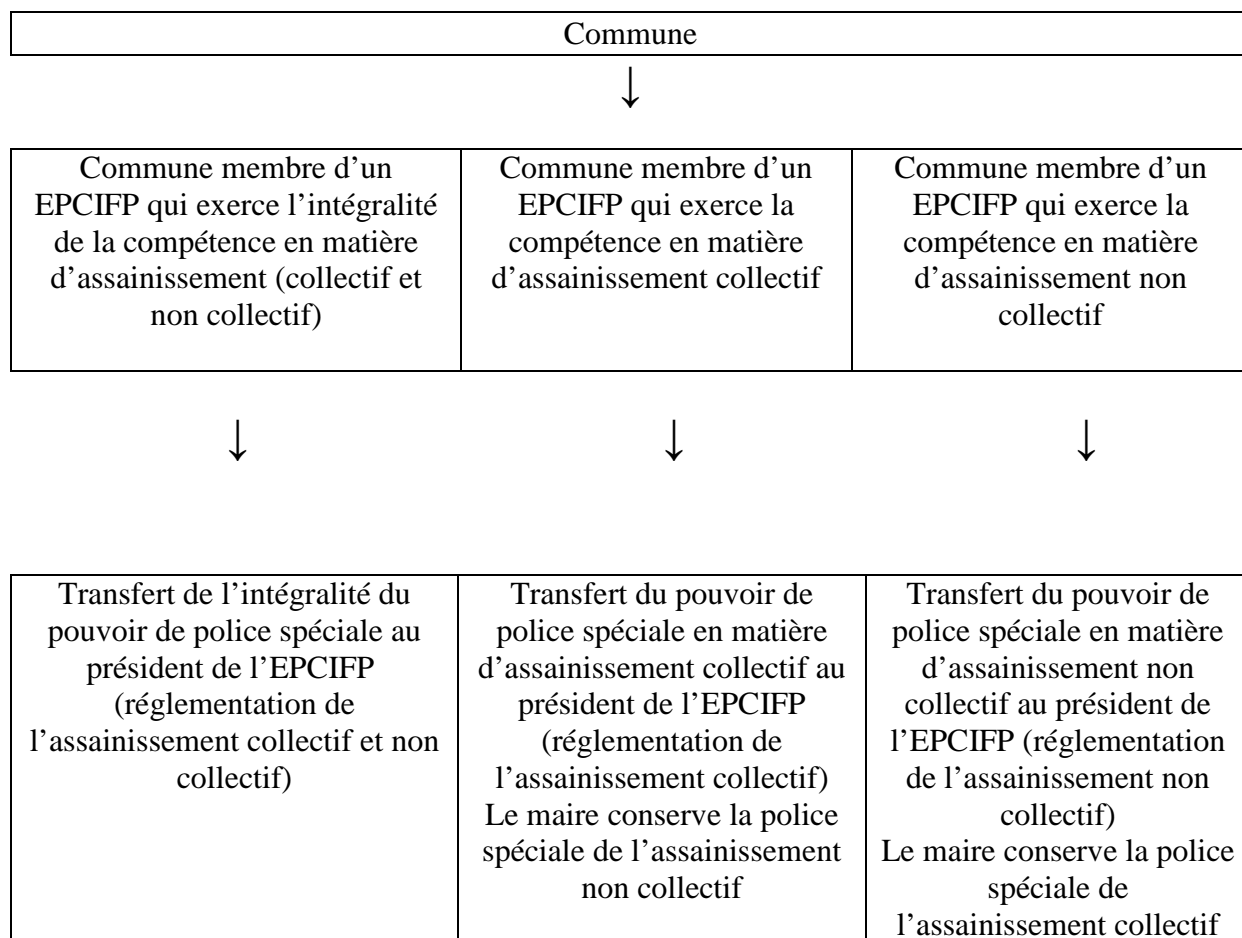 Commune
↓
Commune membre d’un
EPCIFP qui exerce l’intégralité
de la compétence en matière
d’assainissement (collectif et
non collectif)
Commune membre d’un
EPCIFP qui exerce la
compétence en matière
d’assainissement collectif
Commune membre d’un
EPCIFP qui exerce la
compétence en matière
d’assainissement non
collectif
↓ ↓ ↓
Transfert de l’intégralité du
pouvoir de police spéciale au
président de l’EPCIFP
(réglementation de
l’assainissement collectif et non
collectif)
Transfert du pouvoir de
police spéciale en matière
d’assainissement collectif au
président de l’EPCIFP
(réglementation de
l’assainissement collectif)
Le maire conserve la police
spéciale de l’assainissement
non collectif
Transfert du pouvoir de
police spéciale en matière
d’assainissement non
collectif au président de
l’EPCIFP (réglementation
de l’assainissement non
collectif)
Le maire conserve la police
spéciale de
l’assainissement collectif